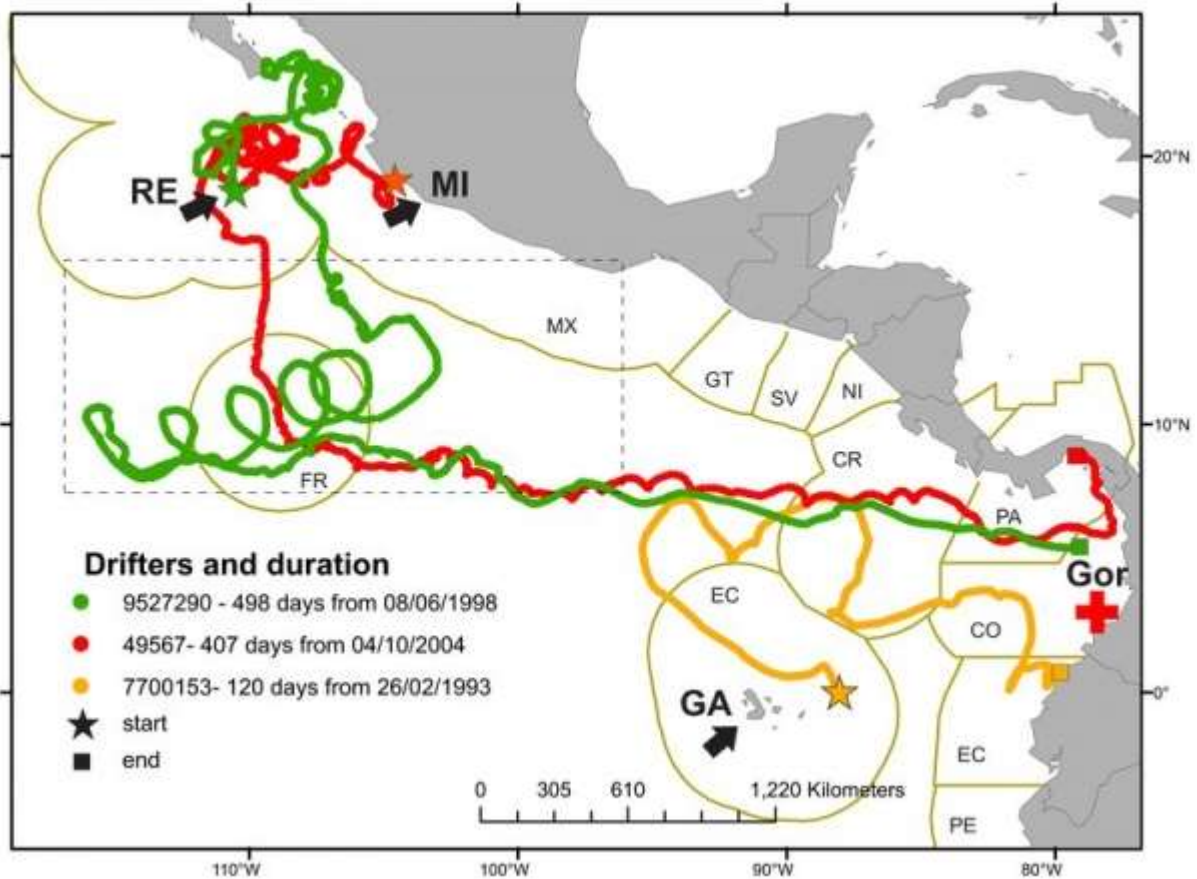 RE
MI
20°N
MX
GT
SV
NI
10°N
CR
FR
PA
Gor
Drifters and duration
9527290 - 498 days from 08/06/1998
49567- 407 days from 04/10/2004
7700153- 120 days from 26/02/1993
start
end
EC
CO
GA
0°
EC
0 305 610 1,220 Kilometers
PE
110°W 100°W 90°W 80°W